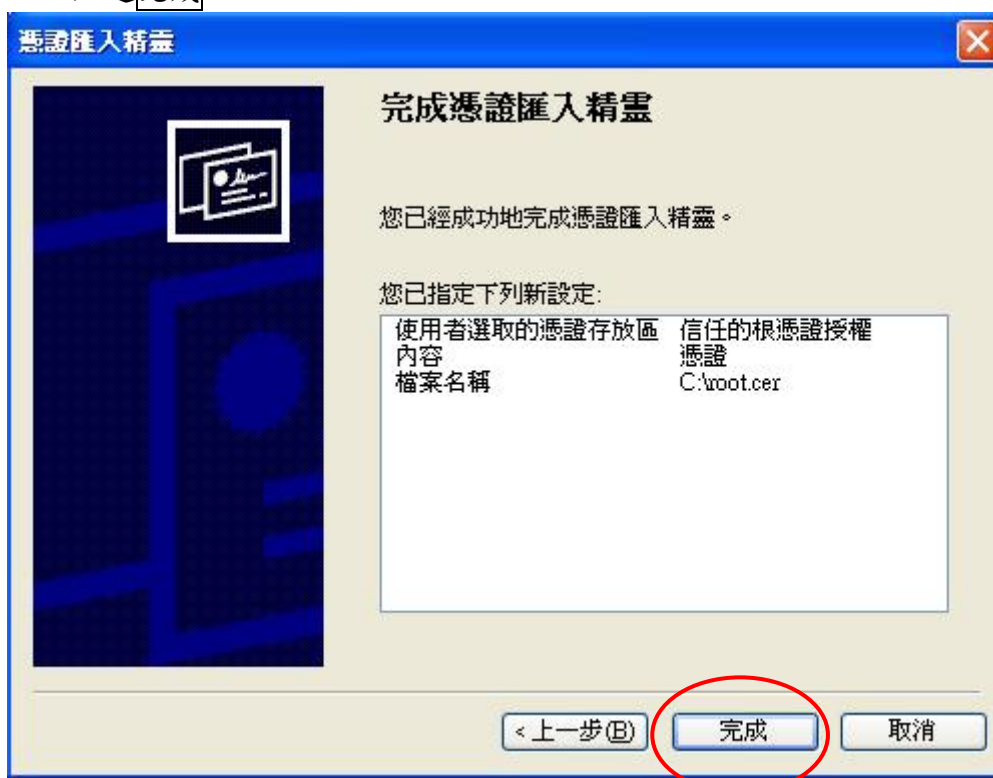 憑證匯入精靈
完成憑證匯入精靈
您已經成功地完成憑證匯入精靈。
您已指定下列新設定:
使用者選取的憑證存放區 信任的根憑證授權
內容 憑證
檔案名稱 C:\root.cer
<上一步(B) 完成 取消